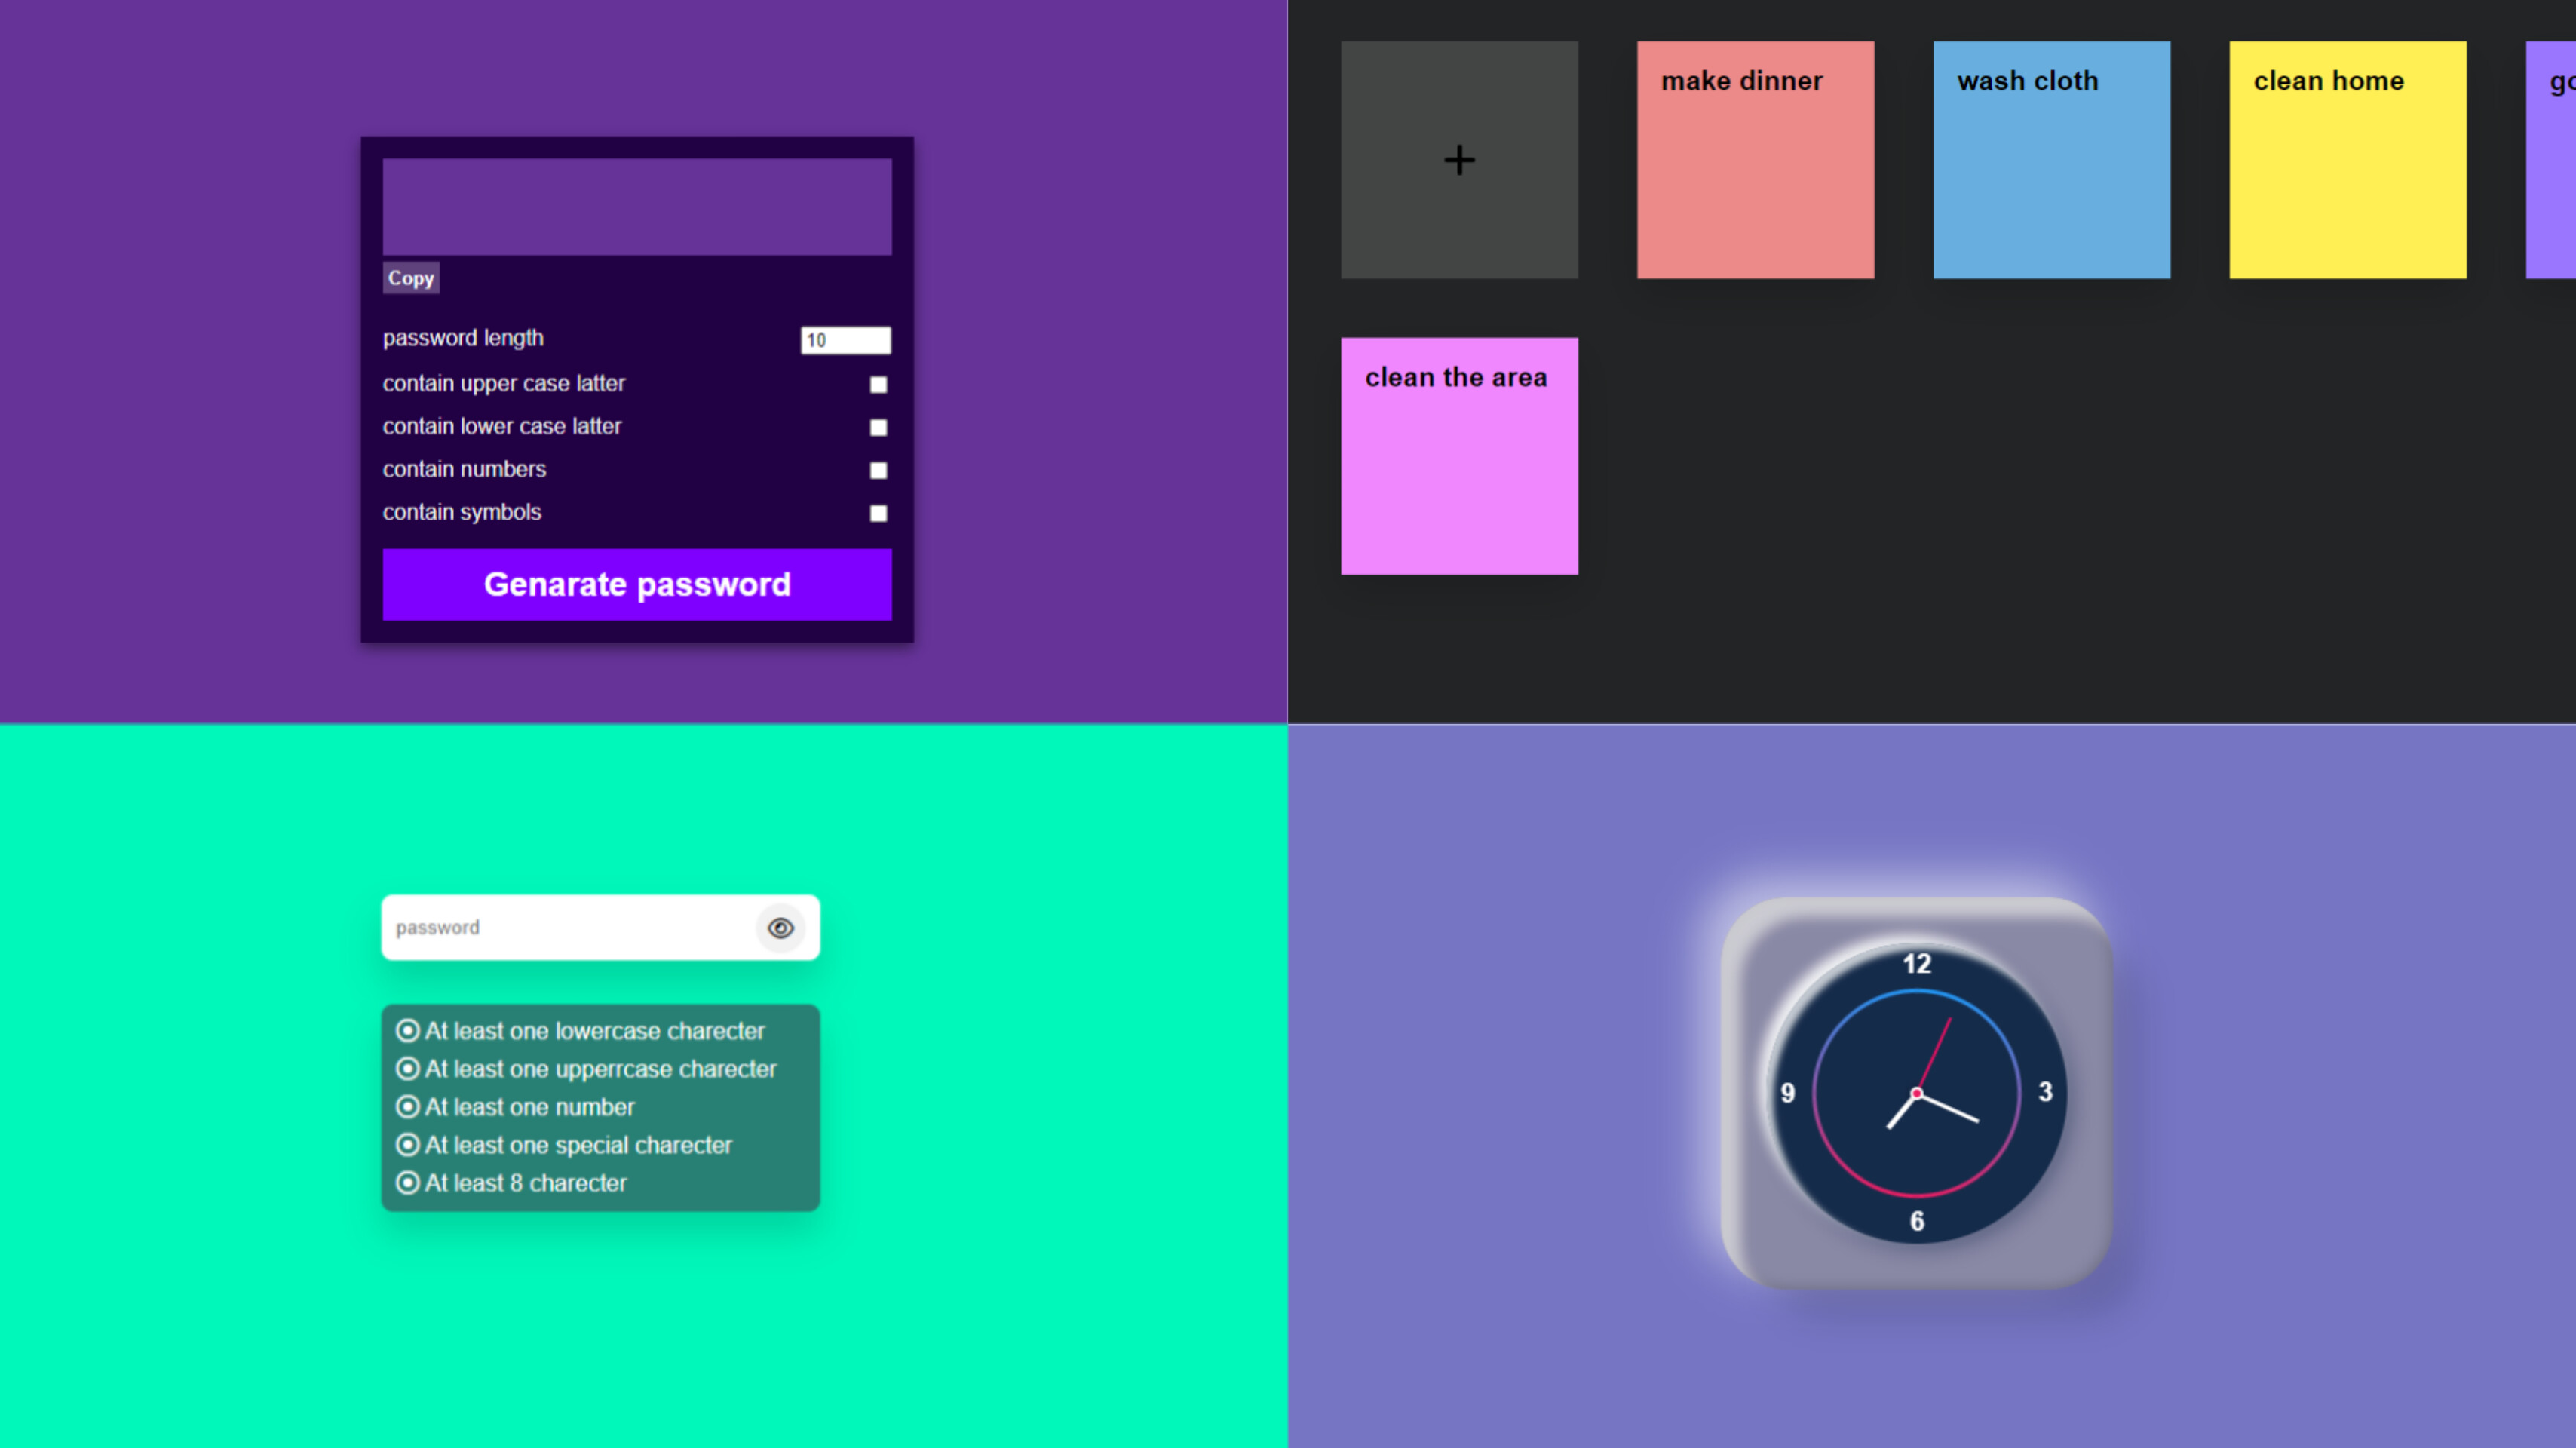 Copy
password length
10
contain upper case latter
contain lower case latter
contain numbers
contain symbols
Genarate password
+
make dinner
wash cloth
clean home
clean the area
password
At least one lowercase charecter
At least one upperrcase charecter
At least one number
At least one special charecter
At least 8 charecter
12
9
3
6